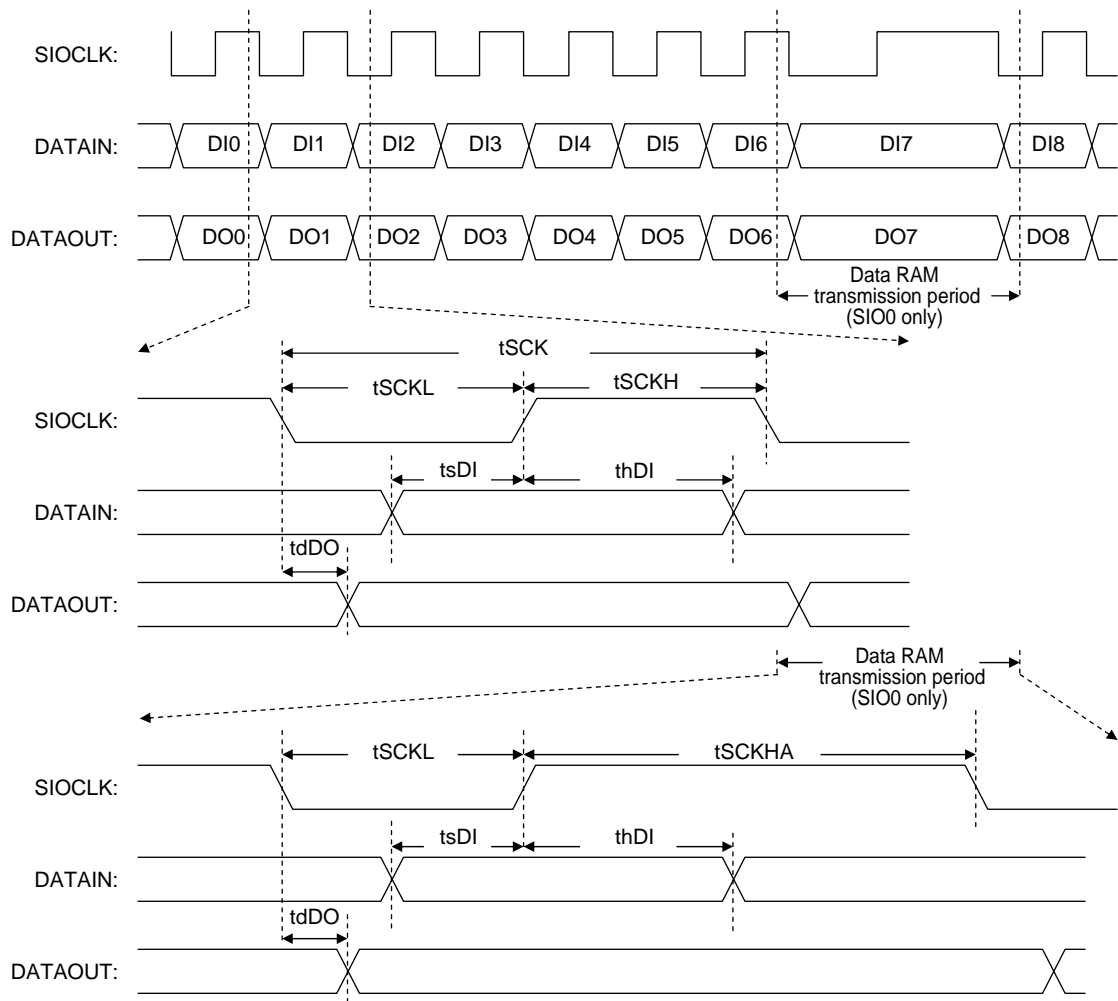 SIOCLK:
DATAIN: DI0 DI1 DI2 DI3 DI4 DI5 DI6 DI7 DI8
DATAOUT: DO0 DO1 DO2 DO3 DO4 DO5 DO6 DO7 DO8
Data RAM
transmission period
(SIO0 only)
tSCK
tSCKL tSCKH
SIOCLK:
tsDI thDI
DATAIN:
tdDO
DATAOUT:
Data RAM
transmission period
(SIO0 only)
tSCKL tSCKHA
SIOCLK:
tsDI thDI
DATAIN:
tdDO
DATAOUT: